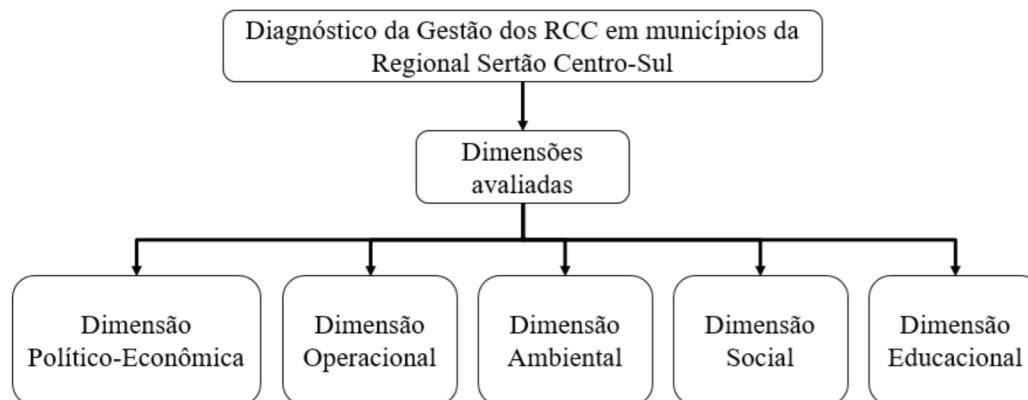 Diagnóstico da Gestão dos RCC em municípios da
Regional Sertão Centro-Sul
Dimensões
avaliadas
Dimensão
Político-Econômica
Dimensão
Operacional
Dimensão
Ambiental
Dimensão
Social
Dimensão
Educacional